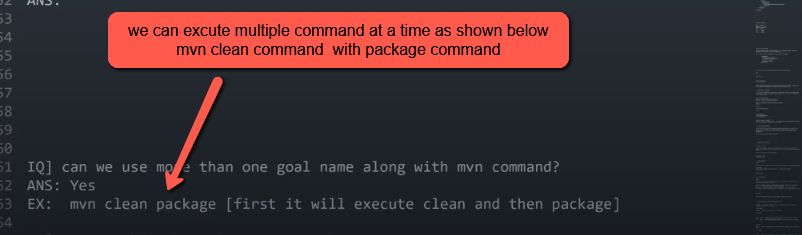 52 ANS:
53
we can excute multiple command at a time as shown below
mvn clean command with package command
54
55
56
57
58
59
60
61 IQ] can we use more than one goal name along with mvn command?
62 ANS: Yes
63 EX: mvn clean package [first it will execute clean and then package]
64